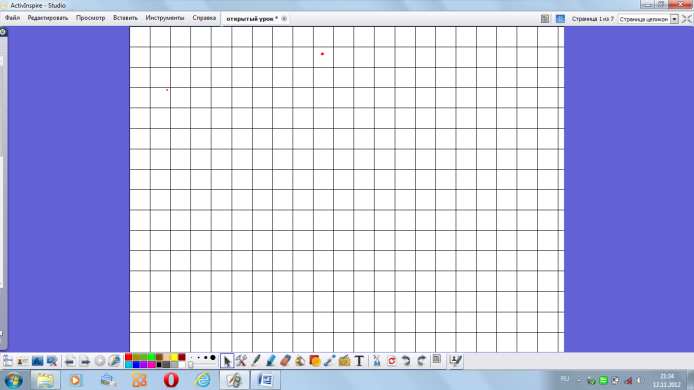 ActivInspire - Studio
Файл Редактировать Просмотр Вставить Инструменты Справка открытый урок * Страница 1 из 7 Страница целиком
RU 21:34
12.11.2012